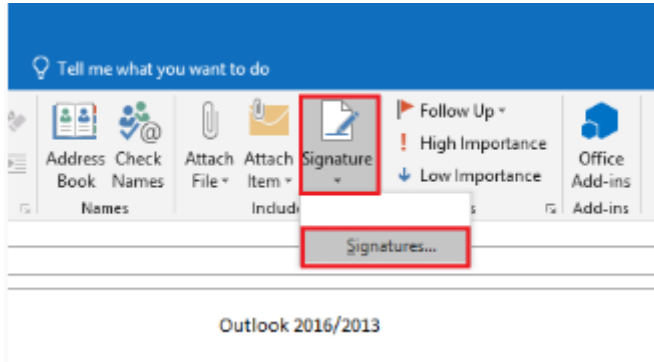 Tell me what you want to do
Address Book
Check Names
Attach File
Attach Item
Signature
Follow Up
High Importance
Low Importance
Office Add-ins
Names
Includ
s
Add-ins
Signatures...
Outlook 2016/2013